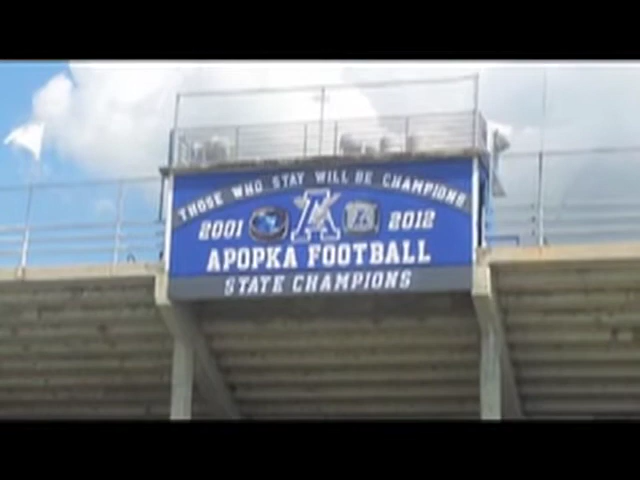 THOSE WHO STAY WILL BE CHAMPIONS
2001 A 2012
APOPKA FOOTBALL
STATE CHAMPIONS